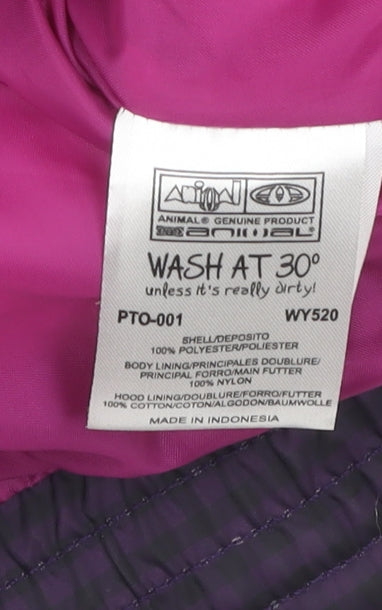 animal
ANIMAL® GENUINE PRODUCT
animal®
WASH AT 30°
unless it's really dirty!
PTO-001 WY520
SHELL/DEPOSITO
100% POLYESTER/POLIESTER
BODY LINING/PRINCIPALES DOUBLURE/
PRINCIPAL FORRO/MAIN FUTTER
100% NYLON
HOOD LINING/DOUBLURE/FORRO/FUTTER
100% COTTON/COTON/ALGODON/BAUMWOLLE
MADE IN INDONESIA